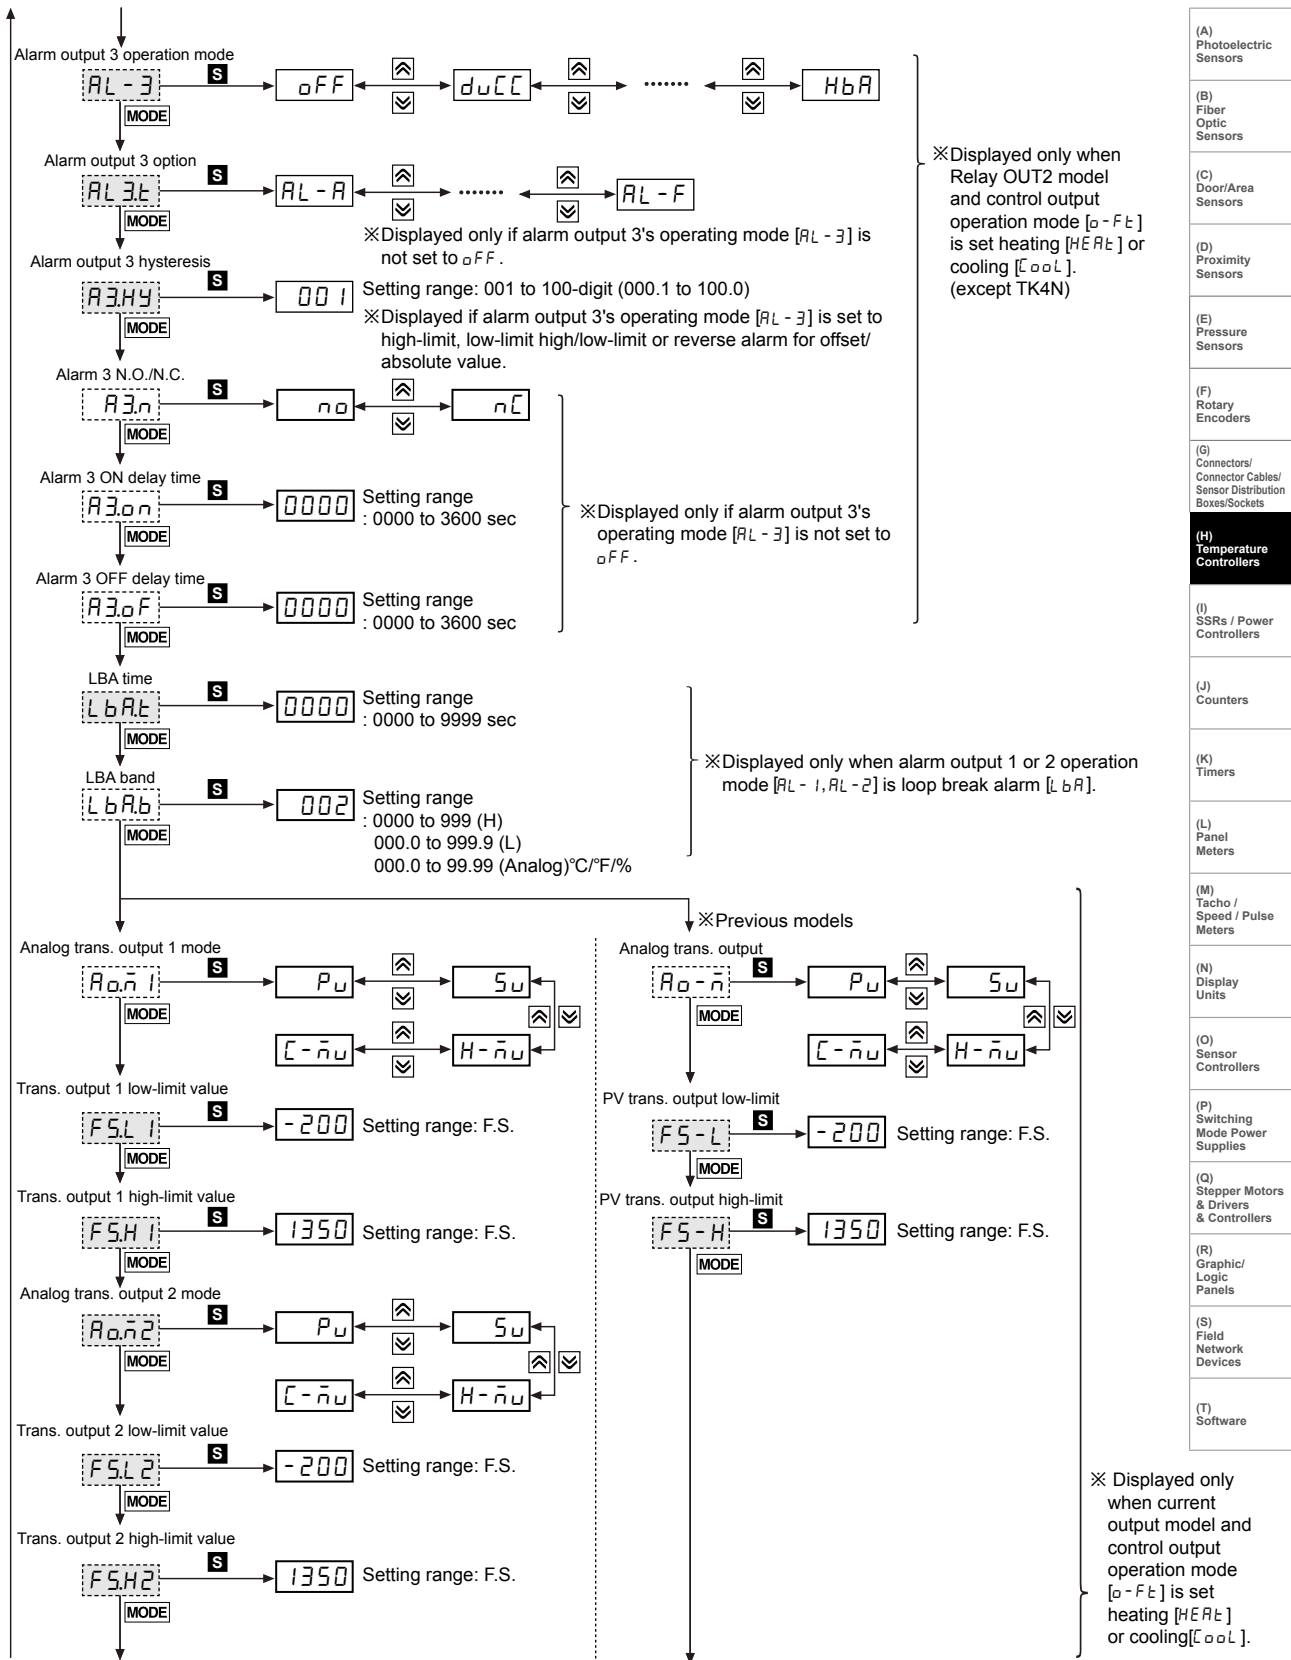 Alarm output 3 operation mode
AL-3
S
oFF
duCC
·······
HbA
MODE
Alarm output 3 option
AL3.t
S
AL-A
·······
AL-F
MODE
※Displayed only if alarm output 3's operating mode [AL-3] is
not set to oFF.
Alarm output 3 hysteresis
A3.HY
S
001
Setting range: 001 to 100-digit (000.1 to 100.0)
MODE
※Displayed if alarm output 3's operating mode [AL-3] is set to
high-limit, low-limit high/low-limit or reverse alarm for offset/
absolute value.
Alarm 3 N.O./N.C.
A3.n
S
no
nC
MODE
Alarm 3 ON delay time
A3.on
S
0000
Setting range
: 0000 to 3600 sec
MODE
Alarm 3 OFF delay time
A3.oF
S
0000
Setting range
: 0000 to 3600 sec
MODE
※Displayed only if alarm output 3's
operating mode [AL-3] is not set to
oFF.
※Displayed only when
Relay OUT2 model
and control output
operation mode [o-Ft]
is set heating [HEAt] or
cooling [CooL].
(except TK4N)
LBA time
LbA.t
S
0000
Setting range
: 0000 to 9999 sec
MODE
LBA band
LbA.b
S
002
Setting range
: 0000 to 999 (H)
000.0 to 999.9 (L)
000.0 to 99.99 (Analog)°C/°F/%
MODE
※Displayed only when alarm output 1 or 2 operation
mode [AL-1,AL-2] is loop break alarm [LbA].
Analog trans. output 1 mode
Ao.m1
S
Pv
Sv
C-mv
H-mv
MODE
Trans. output 1 low-limit value
FS.L1
S
-200
Setting range: F.S.
MODE
Trans. output 1 high-limit value
FS.H1
S
1350
Setting range: F.S.
MODE
Analog trans. output 2 mode
Ao.m2
S
Pv
Sv
C-mv
H-mv
MODE
Trans. output 2 low-limit value
FS.L2
S
-200
Setting range: F.S.
MODE
Trans. output 2 high-limit value
FS.H2
S
1350
Setting range: F.S.
MODE
※Previous models
Analog trans. output
Ao-m
S
Pv
Sv
C-mv
H-mv
MODE
PV trans. output low-limit
FS-L
S
-200
Setting range: F.S.
MODE
PV trans. output high-limit
FS-H
S
1350
Setting range: F.S.
MODE
※ Displayed only
when current
output model and
control output
operation mode
[o-Ft] is set
heating [HEAt]
or cooling[CooL].
(A)
Photoelectric
Sensors
(B)
Fiber
Optic
Sensors
(C)
Door/Area
Sensors
(D)
Proximity
Sensors
(E)
Pressure
Sensors
(F)
Rotary
Encoders
(G)
Connectors/
Connector Cables/
Sensor Distribution
Boxes/Sockets
(H)
Temperature
Controllers
(I)
SSRs / Power
Controllers
(J)
Counters
(K)
Timers
(L)
Panel
Meters
(M)
Tacho /
Speed / Pulse
Meters
(N)
Display
Units
(O)
Sensor
Controllers
(P)
Switching
Mode Power
Supplies
(Q)
Stepper Motors
& Drivers
& Controllers
(R)
Graphic/
Logic
Panels
(S)
Field
Network
Devices
(T)
Software